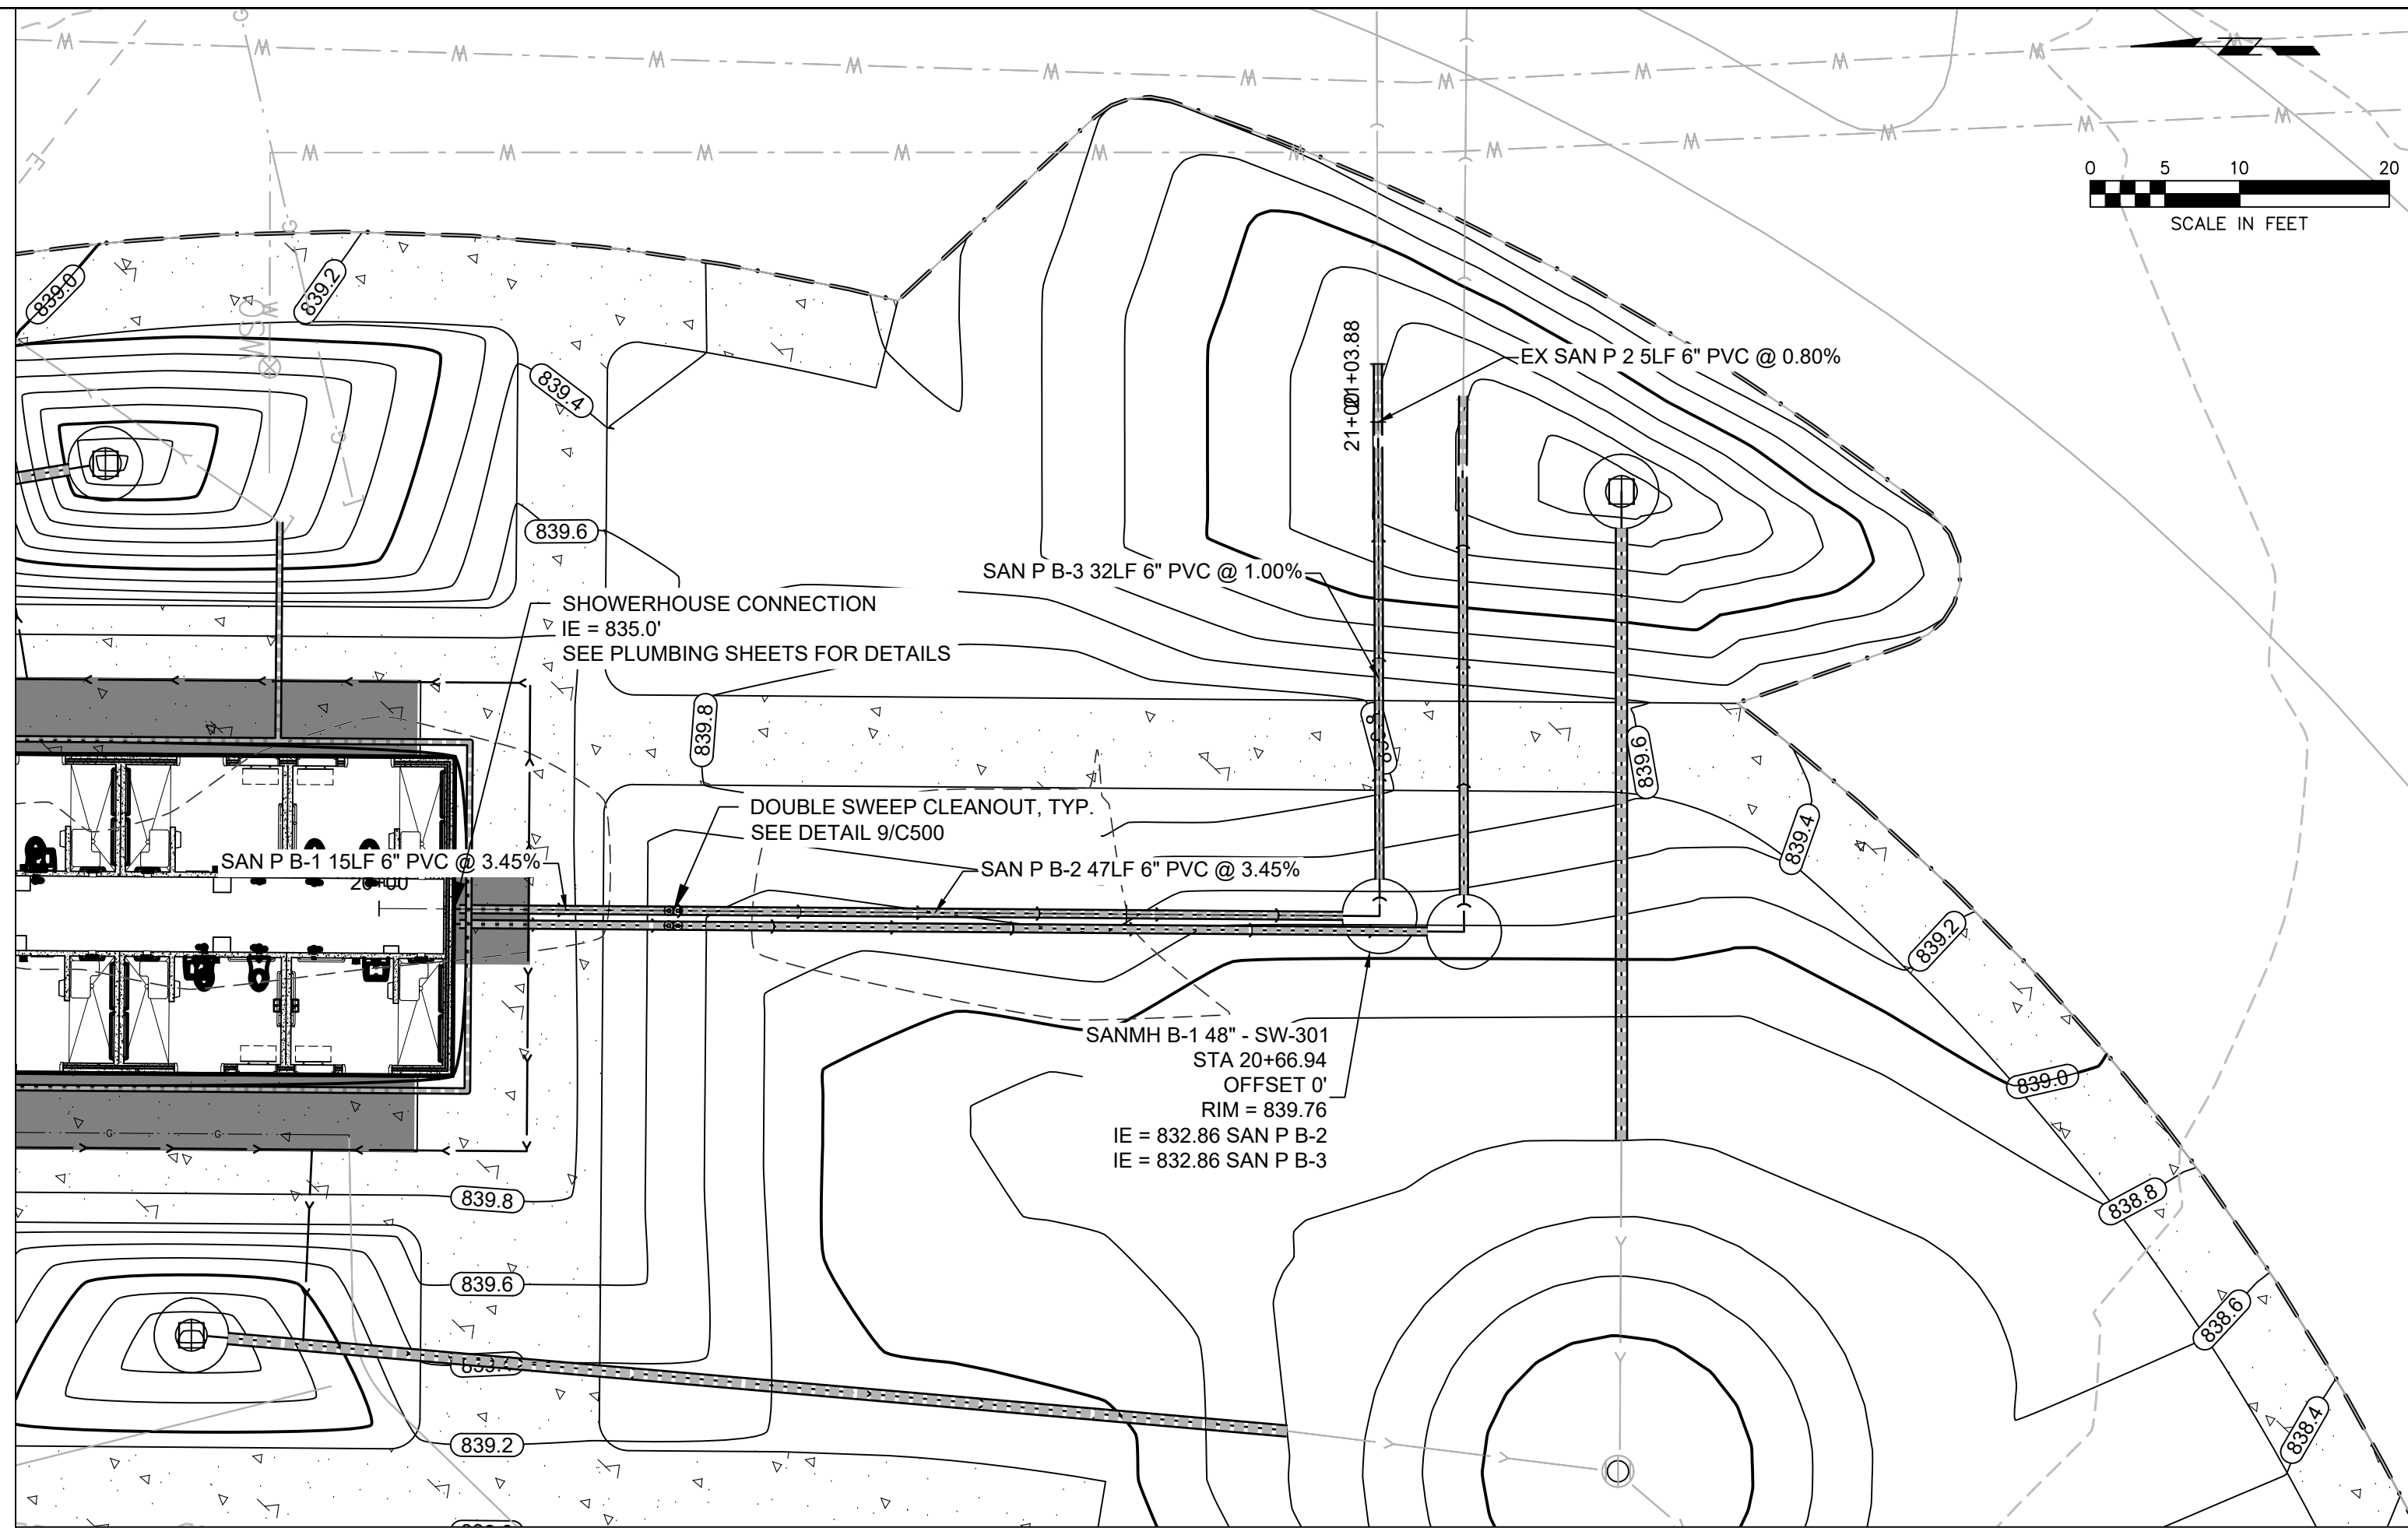 0 5 10 20
SCALE IN FEET
839.0
839.2
WSO
839.4
21+03.88
21+00
EX SAN P 2 5LF 6" PVC @ 0.80%
839.6
SAN P B-3 32LF 6" PVC @ 1.00%
SHOWERHOUSE CONNECTION
IE = 835.0'
SEE PLUMBING SHEETS FOR DETAILS
839.8
839.6
DOUBLE SWEEP CLEANOUT, TYP.
SEE DETAIL 9/C500
839.4
SAN P B-1 15LF 6" PVC @ 3.45%
20+00
SAN P B-2 47LF 6" PVC @ 3.45%
839.2
SANMH B-1 48" - SW-301
STA 20+66.94
OFFSET 0'
RIM = 839.76
IE = 832.86 SAN P B-2
IE = 832.86 SAN P B-3
839.0
839.8
838.8
839.6
838.6
839.2
838.4